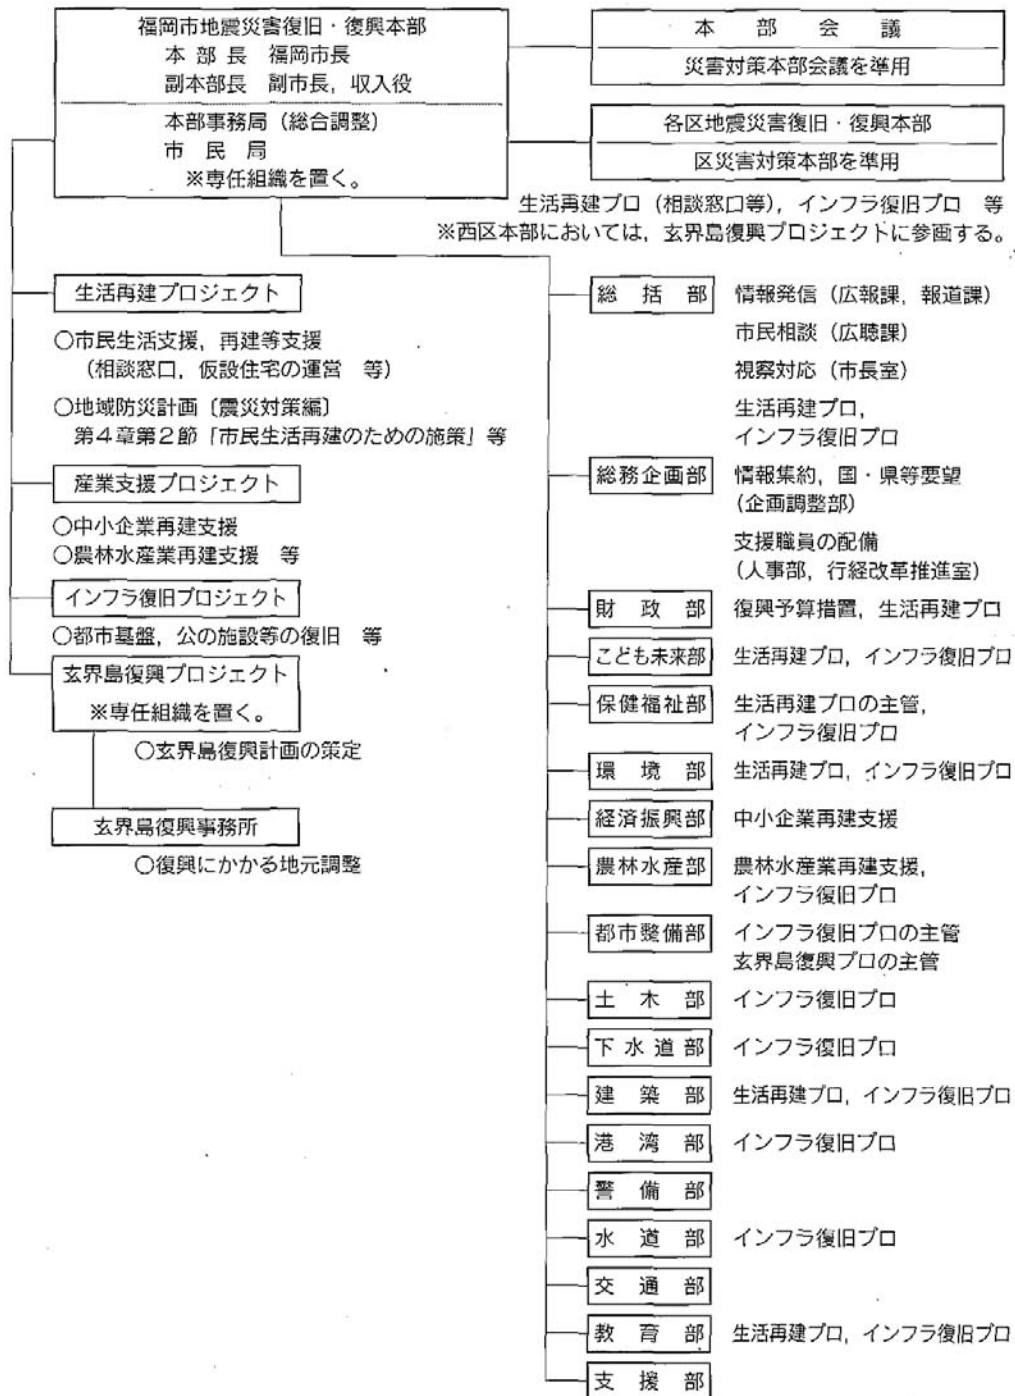 福岡市地震災害復旧・復興本部
本部長　福岡市長
副本部長　副市長，収入役
本部事務局（総合調整）
市民局
※専任組織を置く。
本部会議
災害対策本部会議を準用
各区地震災害復旧・復興本部
区災害対策本部を準用
生活再建プロ（相談窓口等），インフラ復旧プロ　等
※西区本部においては，玄界島復興プロジェクトに参画する。
生活再建プロジェクト
○市民生活支援，再建等支援
（相談窓口，仮設住宅の運営　等）
○地域防災計画〔震災対策編〕
第４章第２節「市民生活再建のための施策」等
産業支援プロジェクト
○中小企業再建支援
○農林水産業再建支援　等
インフラ復旧プロジェクト
○都市基盤，公の施設等の復旧　等
玄界島復興プロジェクト
※専任組織を置く。
○玄界島復興計画の策定
玄界島復興事務所
○復興にかかる地元調整
総括部　情報発信（広報課，報道課）
市民相談（広聴課）
視察対応（市長室）
生活再建プロ，
インフラ復旧プロ
総務企画部　情報集約，国・県等要望
（企画調整部）
支援職員の配備
（人事部，行経改革推進室）
財政部　復興予算措置，生活再建プロ
こども未来部　生活再建プロ，インフラ復旧プロ
保健福祉部　生活再建プロの主管，
インフラ復旧プロ
環境部　生活再建プロ，インフラ復旧プロ
経済振興部　中小企業再建支援
農林水産部　農林水産業再建支援，
インフラ復旧プロ
都市整備部　インフラ復旧プロの主管
玄界島復興プロの主管
土木部　インフラ復旧プロ
下水道部　インフラ復旧プロ
建築部　生活再建プロ，インフラ復旧プロ
港湾部　インフラ復旧プロ
警備部
水道部　インフラ復旧プロ
交通部
教育部　生活再建プロ，インフラ復旧プロ
支援部